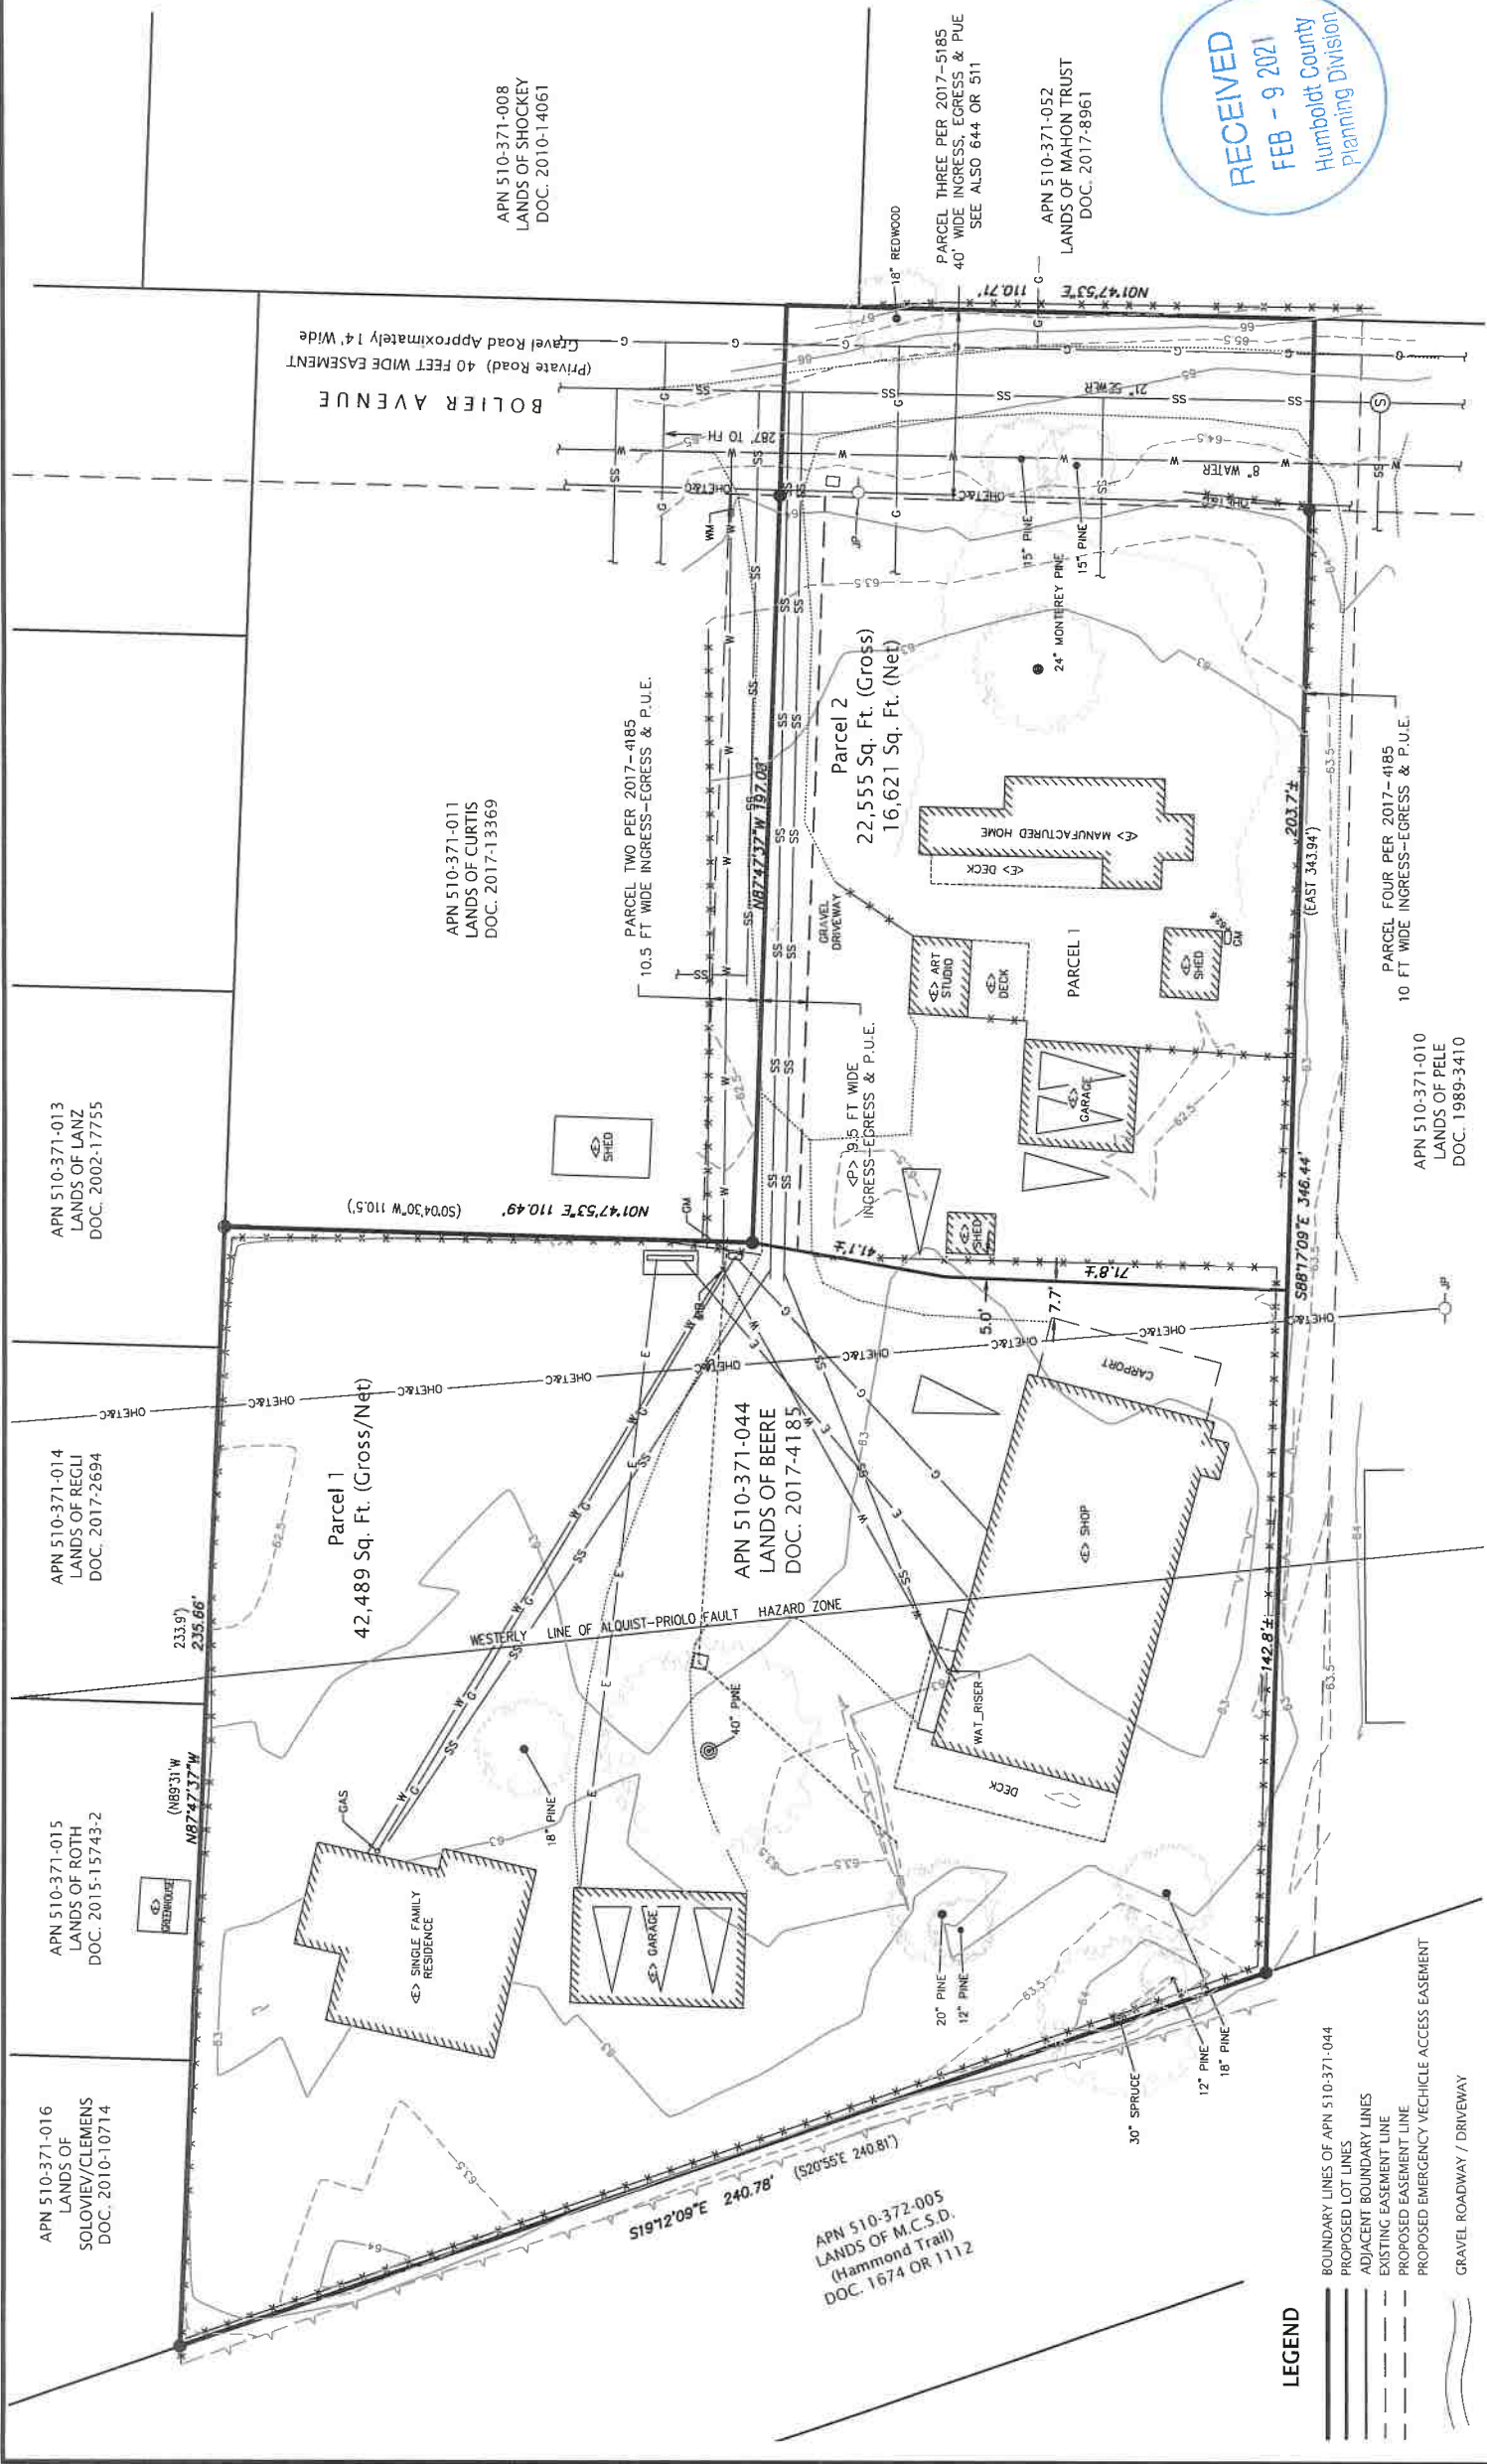 APN 510-371-016
LANDS OF
SOLOVIEV/CLEMENS
DOC. 2010-10714
APN 510-371-015
LANDS OF ROTH
DOC. 2015-15743-2
APN 510-371-014
LANDS OF REGLI
DOC. 2017-2694
APN 510-371-013
LANDS OF LANZ
DOC. 2002-17755
APN 510-371-011
LANDS OF CURTIS
DOC. 2017-13369
APN 510-371-008
LANDS OF SHOCKEY
DOC. 2010-14061
<E>
GREENHOUSE
(N89°31'W
233.9')
N87°47'37"W
235.66'
(S0°04'30"W 110.5')
N01°47'53"E 110.49'
<E>
SHED
PARCEL TWO PER 2017-4185
10.5 FT WIDE INGRESS-EGRESS & P.U.E.
N87°47'37"W 197.03'
BOLIER AVENUE
(Private Road) 40 FEET WIDE EASEMENT
Gravel Road Approximately 14' Wide
287' TO FH
WM
GM
JP
21" SEWER
8" WATER
18" REDWOOD
PARCEL THREE PER 2017-5185
40' WIDE INGRESS, EGRESS & PUE
SEE ALSO 644 OR 511
APN 510-371-052
LANDS OF MAHON TRUST
DOC. 2017-8961
N01°47'53"E 110.71'
RECEIVED
FEB - 9 2021
Humboldt County
Planning Division
Parcel 1
42,489 Sq. Ft. (Gross/Net)
APN 510-371-044
LANDS OF BEERE
DOC. 2017-4185
WESTERLY LINE OF ALQUIST-PRIOLO FAULT HAZARD ZONE
GAS
<E> SINGLE FAMILY
RESIDENCE
<E> GARAGE
18" PINE
40" PINE
20" PINE
12" PINE
30" SPRUCE
12" PINE
18" PINE
WAT_RISER
<E> SHOP
DECK
CARPORT
5.0'
7.7'
41.1'±
71.8'±
142.8'±
203.7'±
(EAST 343.94')
S88°17'09"E 346.44'
Parcel 2
22,555 Sq. Ft. (Gross)
16,621 Sq. Ft. (Net)
GRAVEL
DRIVEWAY
<P> 9.5 FT WIDE
INGRESS-EGRESS & P.U.E.
<E> ART
STUDIO
<E>
DECK
<E> DECK
<E> MANUFACTURED HOME
PARCEL 1
<E>
SHED
GM
<E>
GARAGE
<E>
SHED
15" PINE
15" PINE
24" MONTEREY PINE
OHET&C
PARCEL FOUR PER 2017-4185
10 FT WIDE INGRESS-EGRESS & P.U.E.
APN 510-371-010
LANDS OF PELE
DOC. 1989-3410
JP
S19°12'09"E 240.78' (S20°55'E 240.81')
APN 510-372-005
LANDS OF M.C.S.D.
(Hammond Trail)
DOC. 1674 OR 1112
LEGEND
BOUNDARY LINES OF APN 510-371-044
PROPOSED LOT LINES
ADJACENT BOUNDARY LINES
EXISTING EASEMENT LINE
PROPOSED EASEMENT LINE
PROPOSED EMERGENCY VECHICLE ACCESS EASEMENT
GRAVEL ROADWAY / DRIVEWAY